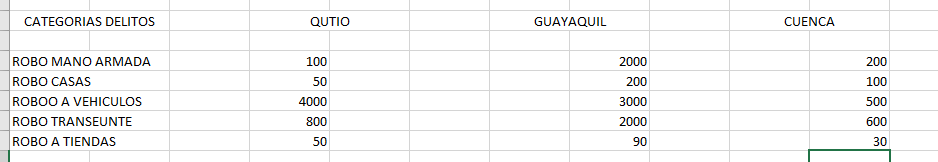 CATEGORIAS DELITOS QUTIO GUAYAQUIL CUENCA
ROBO MANO ARMADA 100 2000 200
ROBO CASAS 50 200 100
ROBOO A VEHICULOS 4000 3000 500
ROBO TRANSEUNTE 800 2000 600
ROBO A TIENDAS 50 90 30